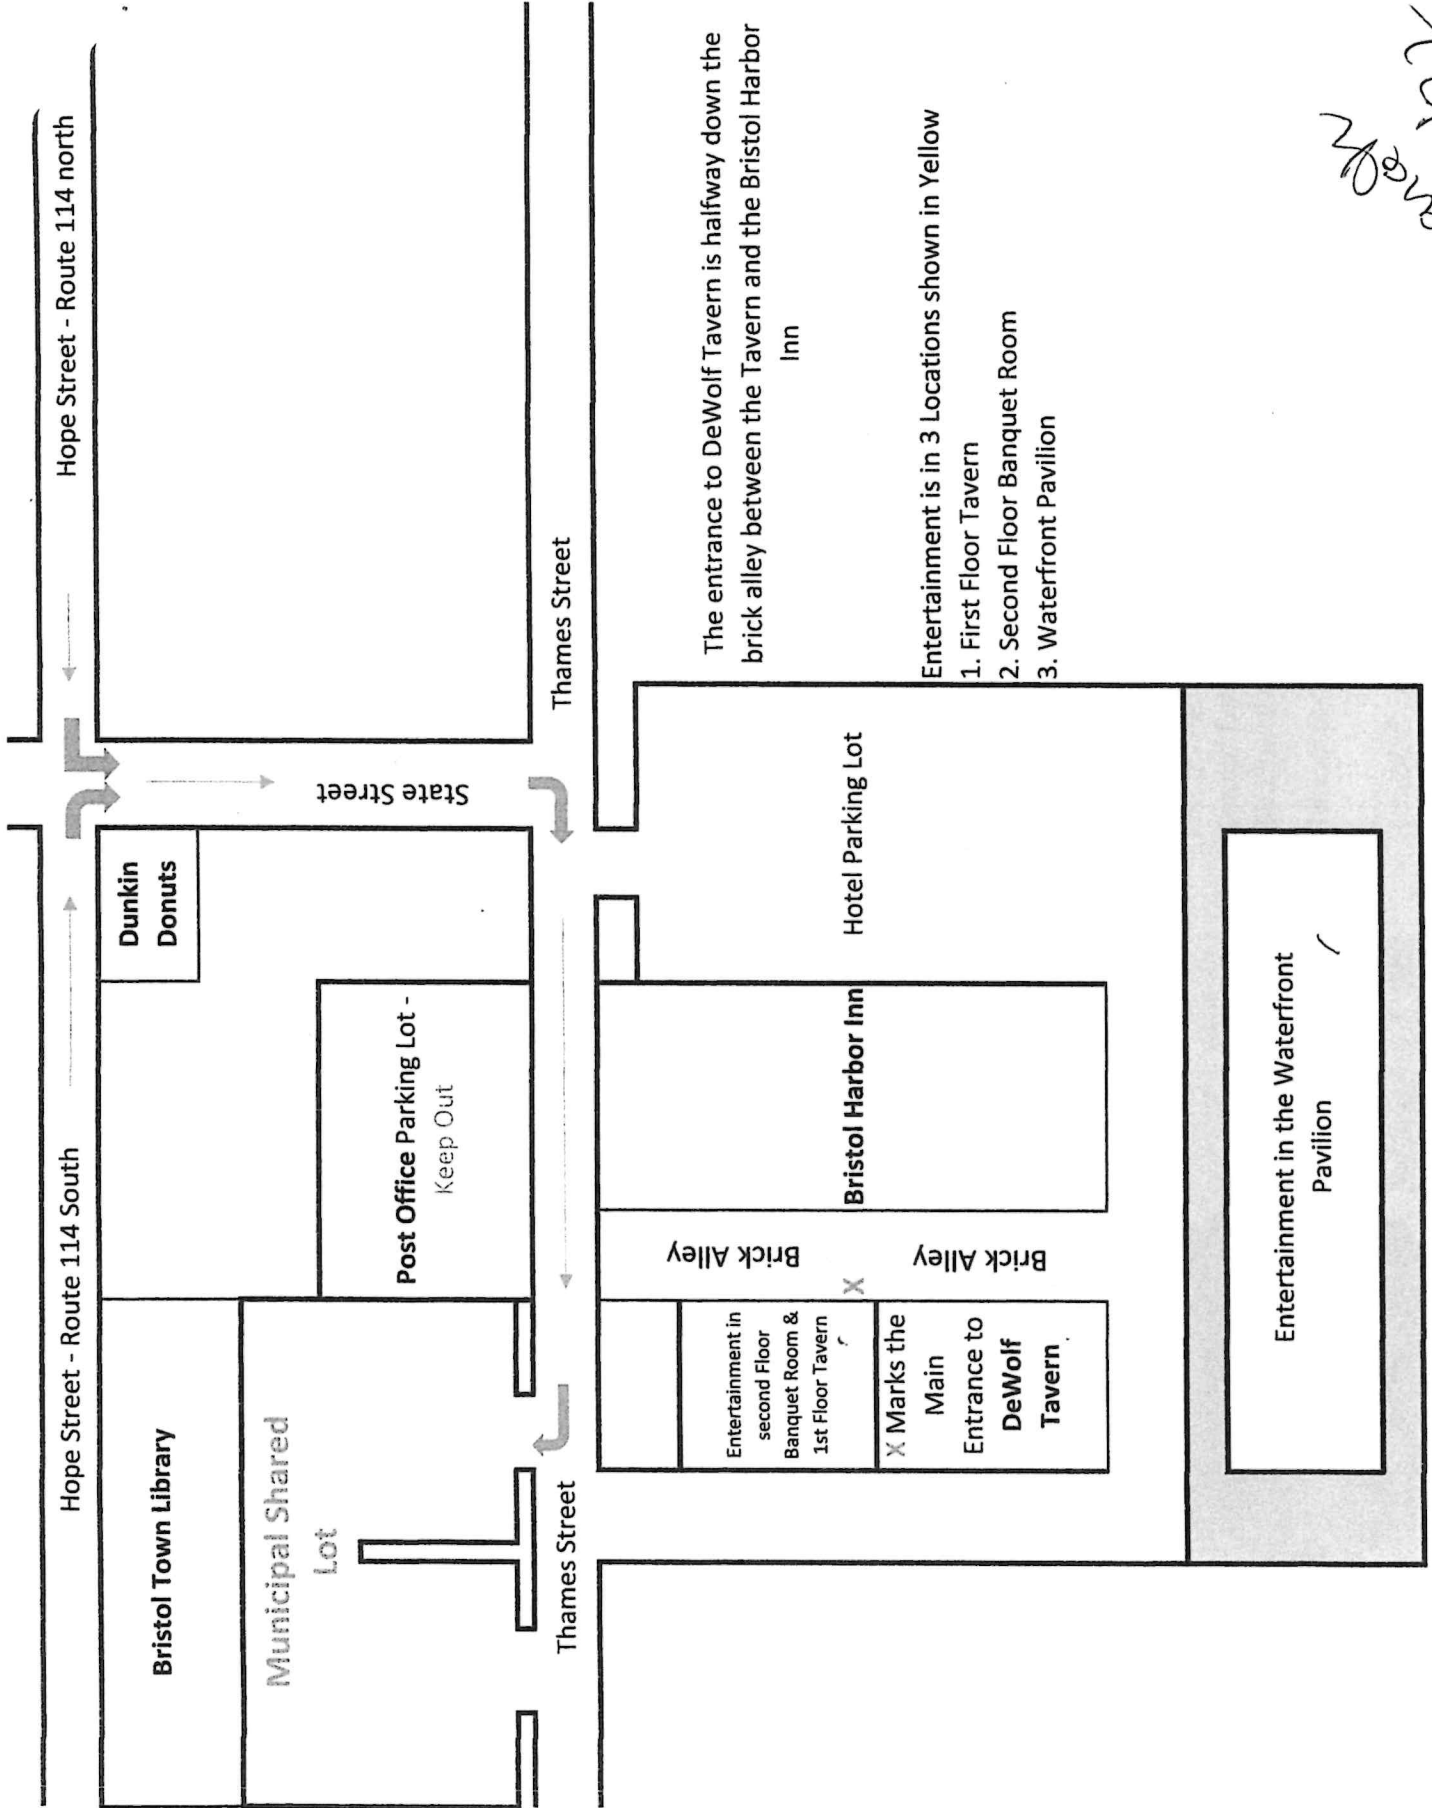 Hope Street - Route 114 South
Hope Street - Route 114 north
Bristol Town Library
Dunkin
Donuts
Municipal Shared
Lot
Post Office Parking Lot -
Keep Out
State Street
Thames Street
Thames Street
The entrance to DeWolf Tavern is halfway down the
brick alley between the Tavern and the Bristol Harbor
Inn
Brick Alley
Brick Alley
X
Entertainment in
second Floor
Banquet Room &
1st Floor Tavern
X Marks the
Main
Entrance to
DeWolf
Tavern
Bristol Harbor Inn
Hotel Parking Lot
Entertainment is in 3 Locations shown in Yellow
1. First Floor Tavern
2. Second Floor Banquet Room
3. Waterfront Pavilion
Entertainment in the Waterfront
Pavilion